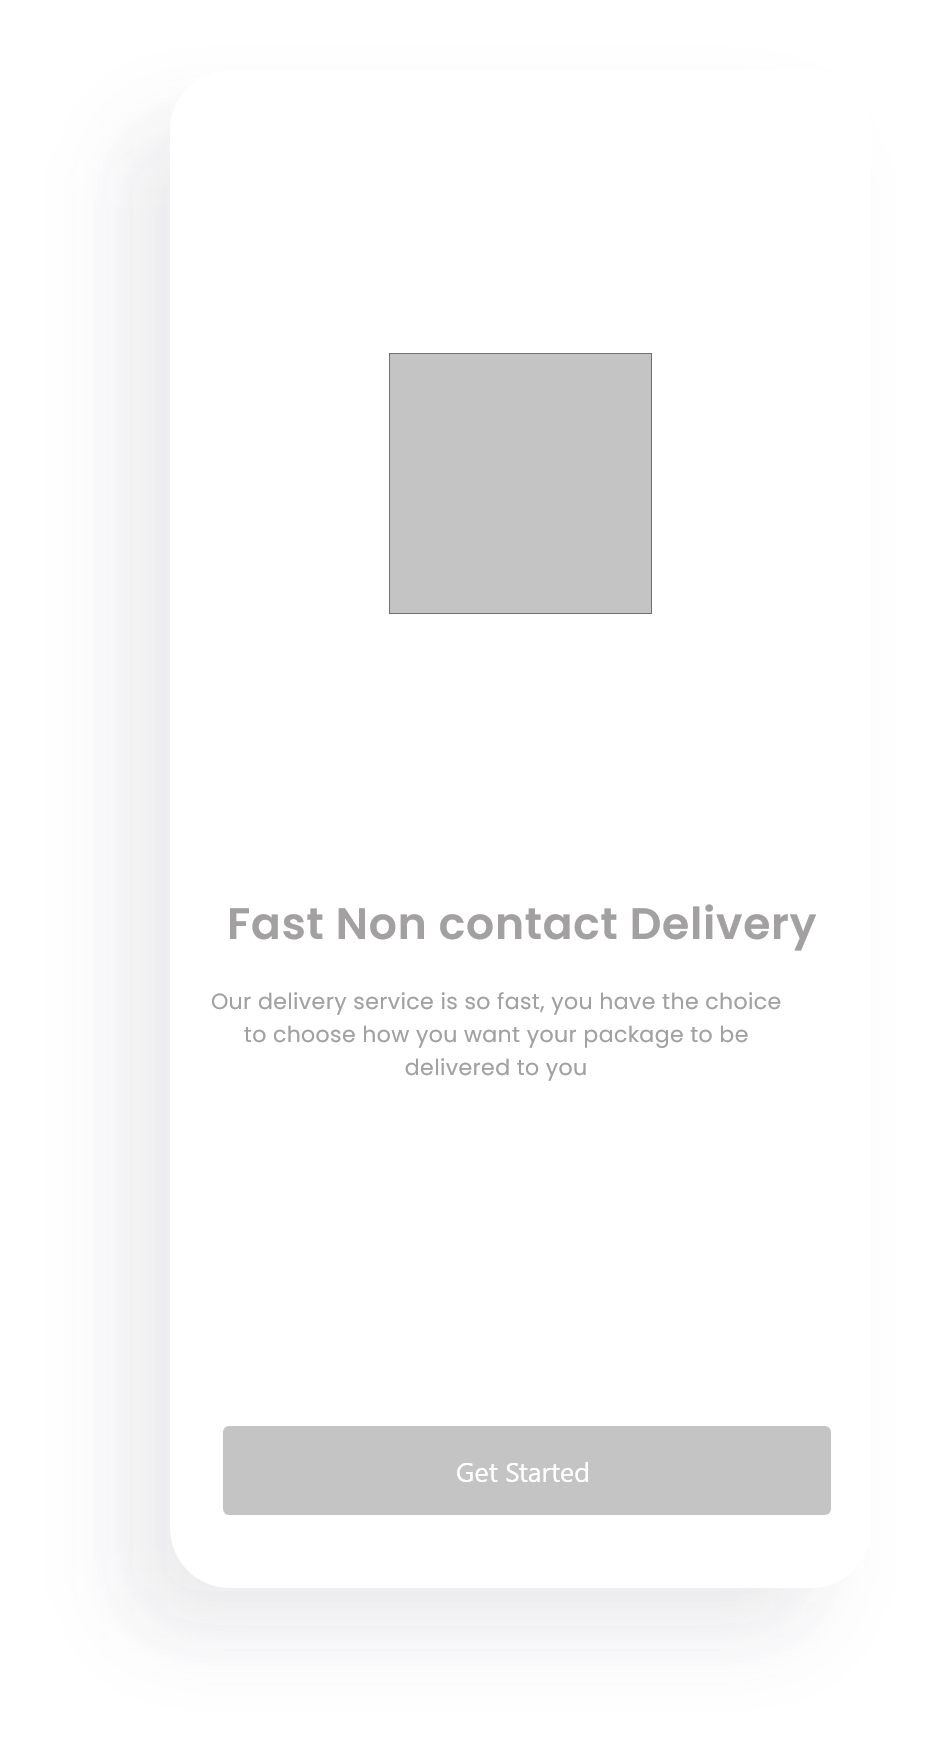 Fast Non contact Delivery
Our delivery service is so fast, you have the choice
to choose how you want your package to be
delivered to you
Get Started